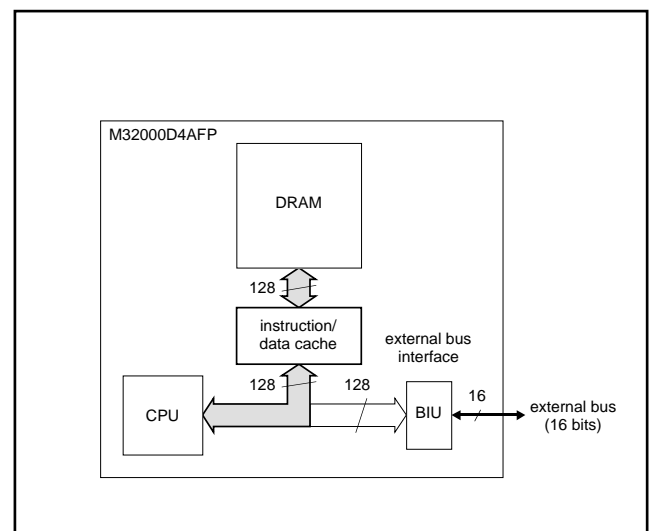 M32000D4AFP
DRAM
128
instruction/
data cache
external bus
interface
128
128
16
CPU
BIU
external bus
(16 bits)